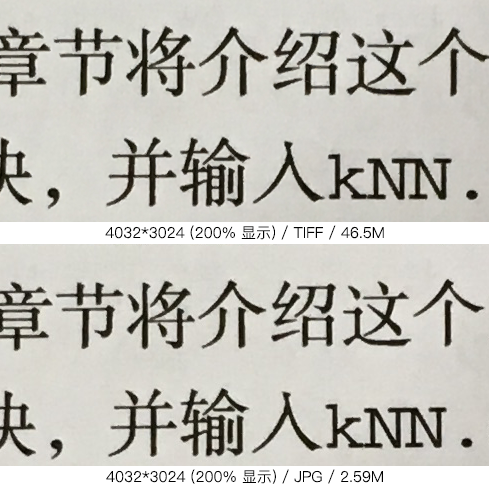 章节将介绍这个
块，并输入kNN.
4032*3024 (200% 显示) / TIFF / 46.5M
章节将介绍这个
块，并输入kNN.
4032*3024 (200% 显示) / JPG / 2.59M